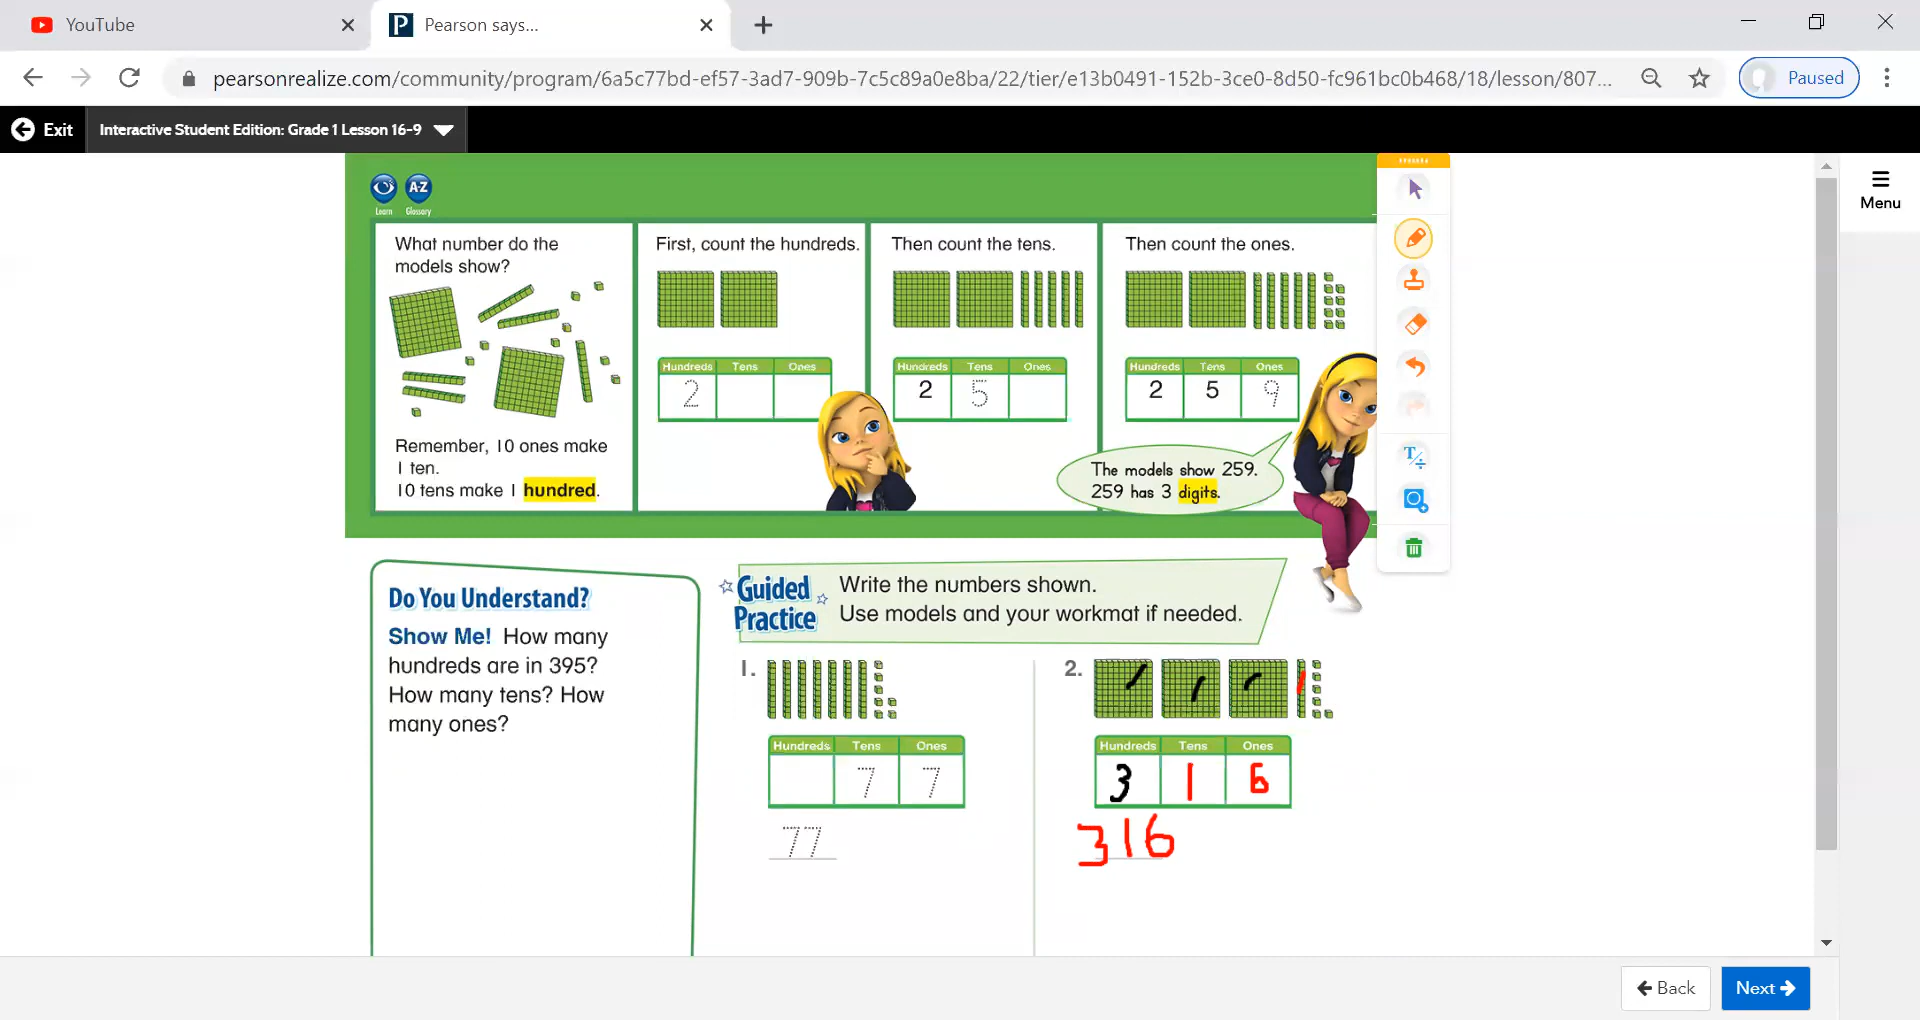 YouTube
Pearson says...
pearsonrealize.com/community/program/6a5c77bd-ef57-3ad7-909b-7c5c89a0e8ba/22/tier/e13b0491-152b-3ce0-8d50-fc961bc0b468/18/lesson/807...
Paused
Exit
Interactive Student Edition: Grade 1 Lesson 16-9
Menu
Learn
A-Z
Glossary
What number do the
models show?
Remember, 10 ones make
1 ten.
10 tens make 1 hundred.
First, count the hundreds.
Hundreds Tens Ones
2
Then count the tens.
Hundreds Tens Ones
2 5
Then count the ones.
Hundreds Tens Ones
2 5 9
The models show 259.
259 has 3 digits.
Do You Understand?
Show Me! How many
hundreds are in 395?
How many tens? How
many ones?
Guided
Practice
Write the numbers shown.
Use models and your workmat if needed.
1.
Hundreds Tens Ones
7 7
77
2.
Hundreds Tens Ones
3 1 6
316
Back
Next